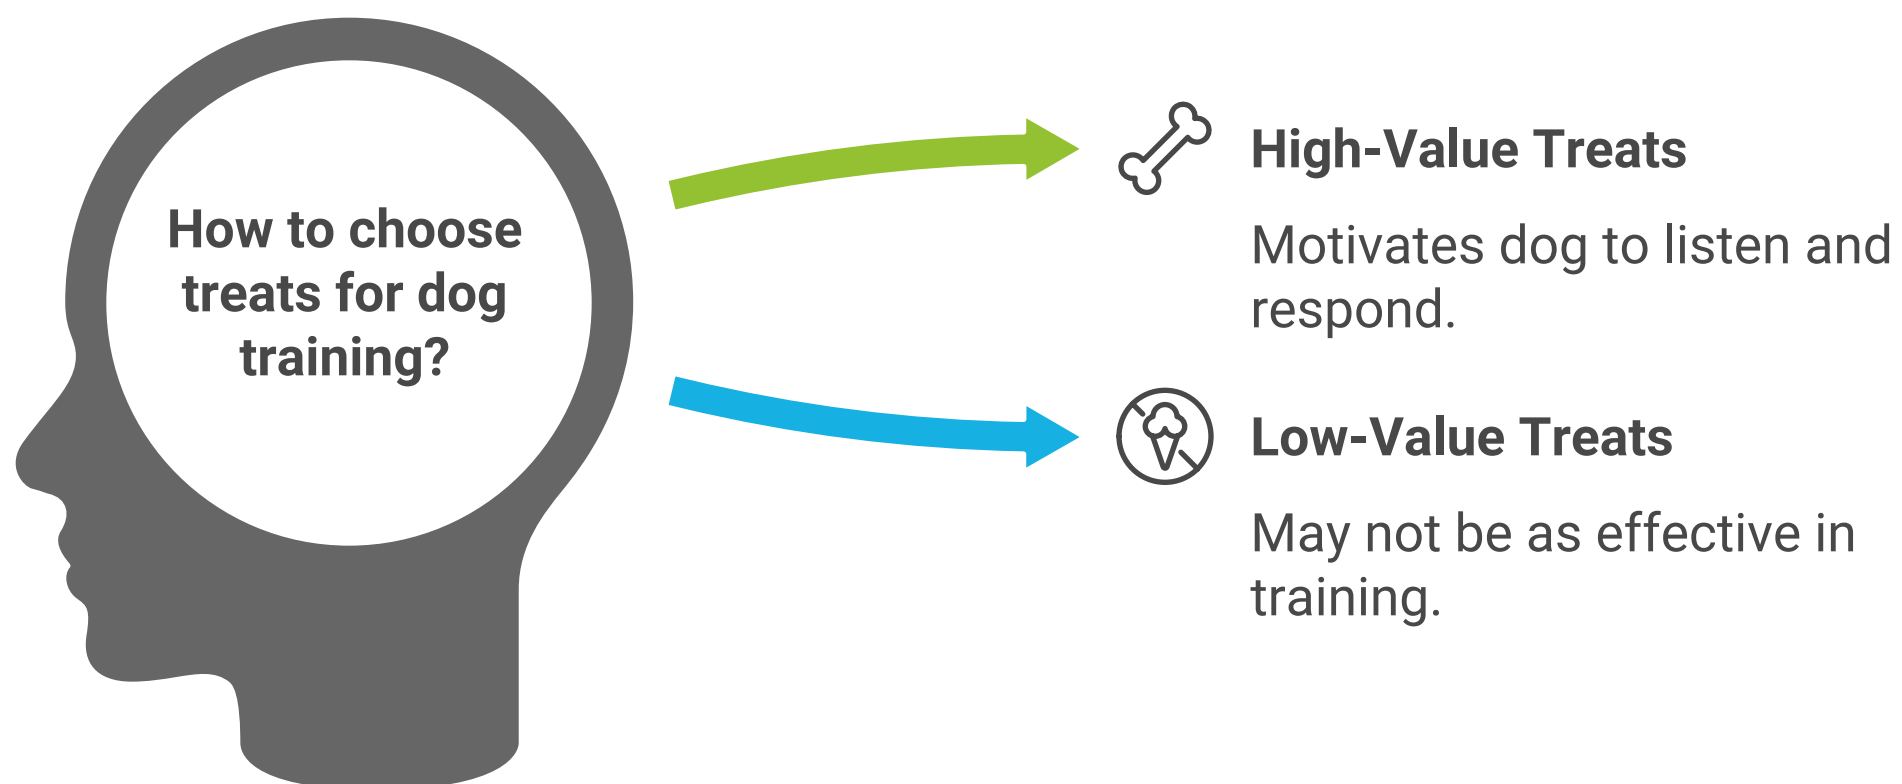 How to choose
treats for dog
training?
High-Value Treats
Motivates dog to listen and
respond.
Low-Value Treats
May not be as effective in
training.